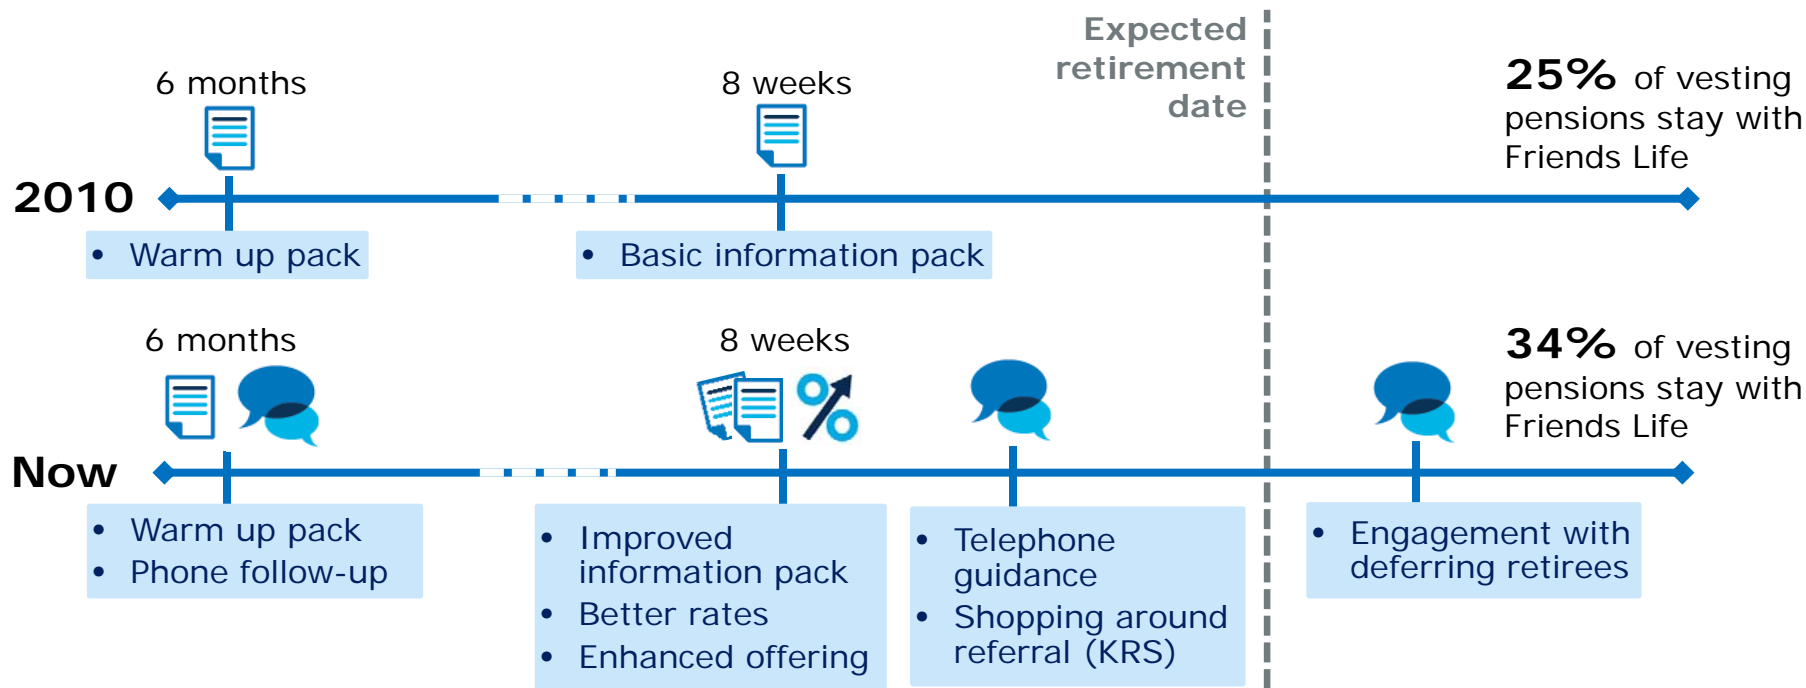 Expected
retirement
date
6 months
8 weeks
25% of vesting
pensions stay with
Friends Life
2010
• Warm up pack
• Basic information pack
6 months
8 weeks
34% of vesting
pensions stay with
Friends Life
%
Now
• Warm up pack
• Phone follow-up
• Improved
information pack
• Better rates
• Enhanced offering
• Telephone
guidance
• Shopping around
referral (KRS)
• Engagement with
deferring retirees